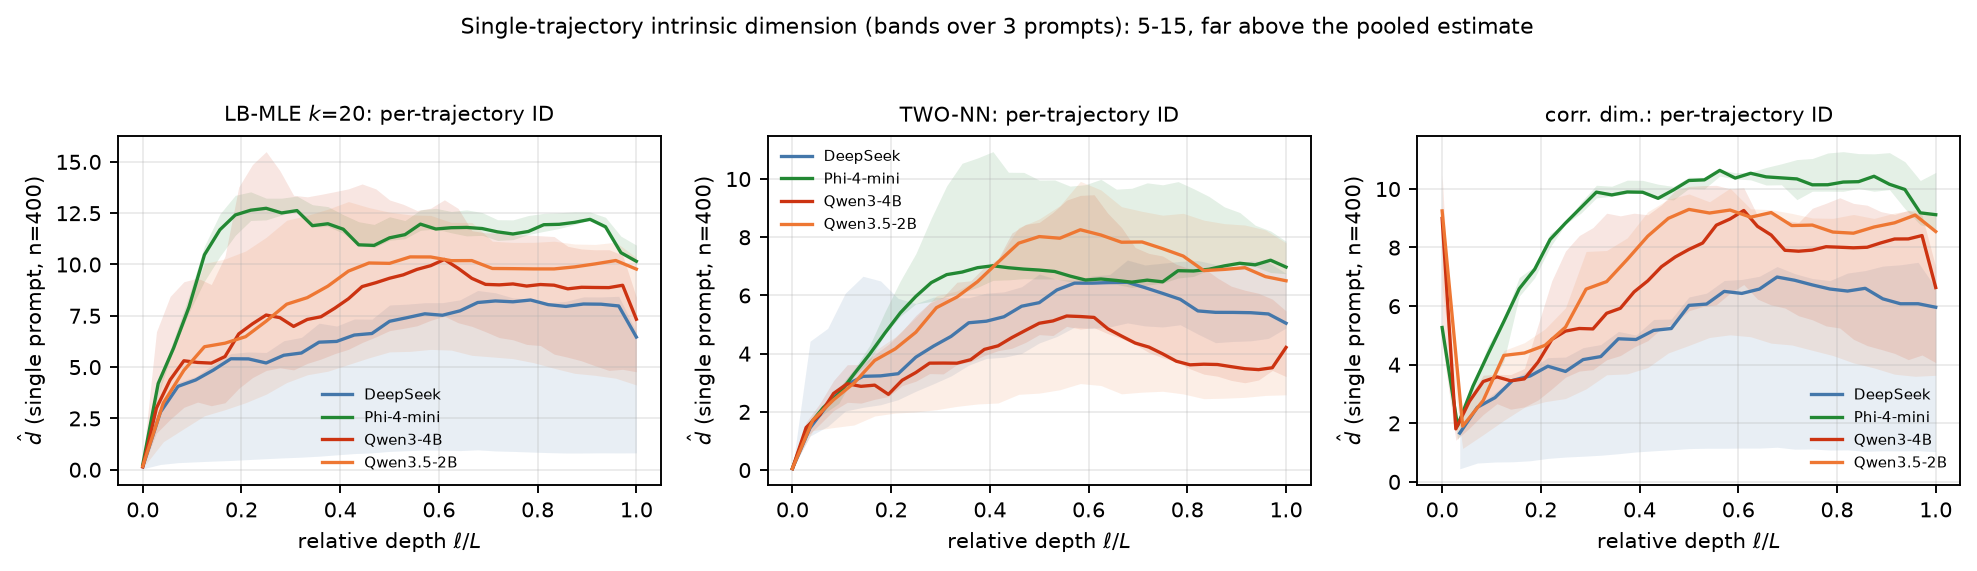 Single-trajectory intrinsic dimension (bands over 3 prompts): 5-15, far above the pooled estimate
LB-MLE k=20: per-trajectory ID
d̂ (single prompt, n=400)
15.0
12.5
10.0
7.5
5.0
2.5
0.0
DeepSeek
Phi-4-mini
Qwen3-4B
Qwen3.5-2B
0.0 0.2 0.4 0.6 0.8 1.0
relative depth ℓ/L
TWO-NN: per-trajectory ID
d̂ (single prompt, n=400)
10
8
6
4
2
0
DeepSeek
Phi-4-mini
Qwen3-4B
Qwen3.5-2B
0.0 0.2 0.4 0.6 0.8 1.0
relative depth ℓ/L
corr. dim.: per-trajectory ID
d̂ (single prompt, n=400)
10
8
6
4
2
0
DeepSeek
Phi-4-mini
Qwen3-4B
Qwen3.5-2B
0.0 0.2 0.4 0.6 0.8 1.0
relative depth ℓ/L